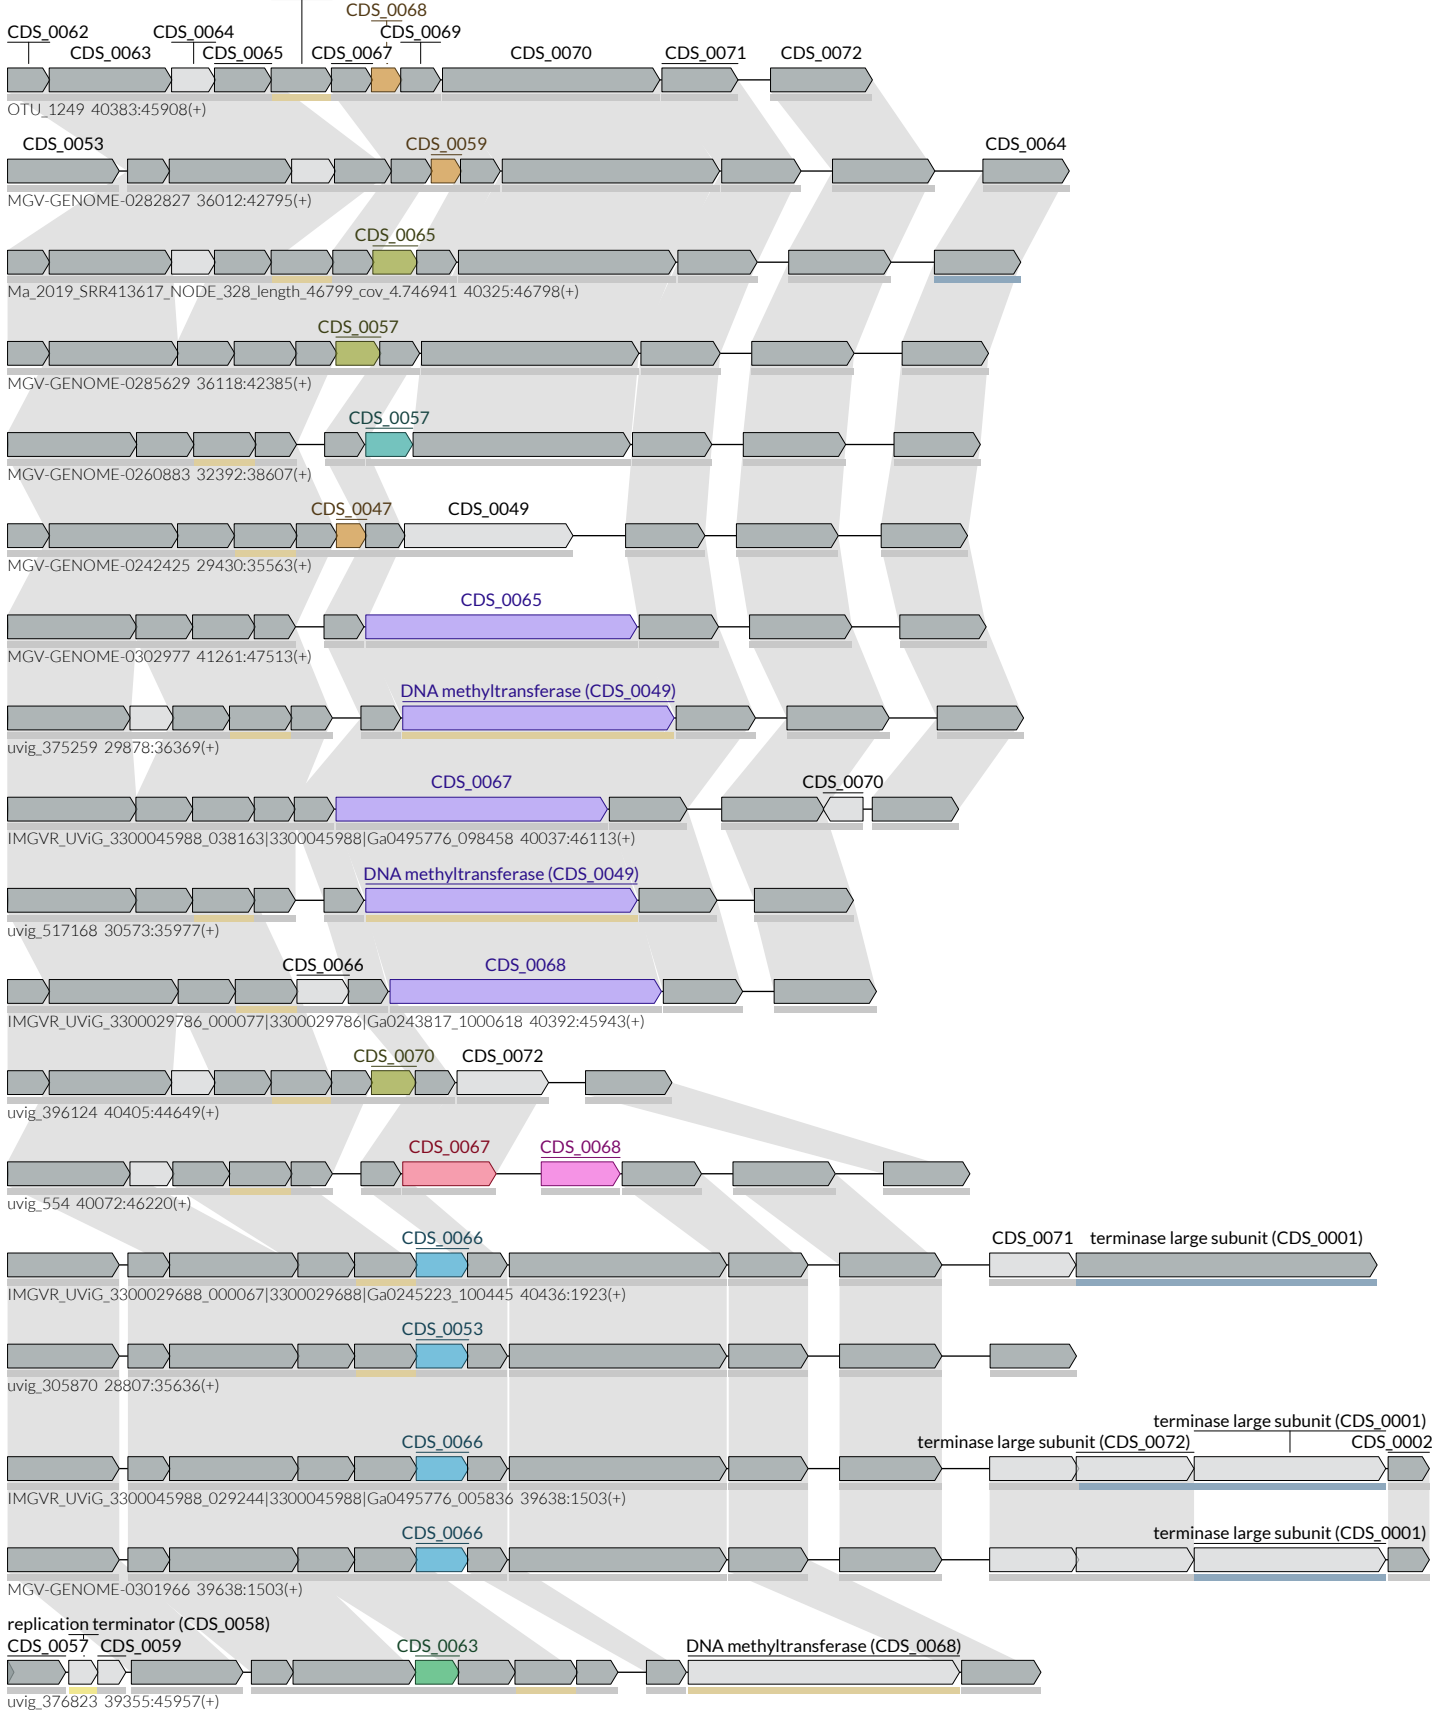 CDS_0068
CDS_0062 CDS_0064 CDS_0069
CDS_0063 CDS_0065 CDS_0067 CDS_0070 CDS_0071 CDS_0072
OTU_1249 40383:45908(+)
CDS_0053 CDS_0059 CDS_0064
MGV-GENOME-0282827 36012:42795(+)
CDS_0065
Ma_2019_SRR413617_NODE_328_length_46799_cov_4.746941 40325:46798(+)
CDS_0057
MGV-GENOME-0285629 36118:42385(+)
CDS_0057
MGV-GENOME-0260883 32392:38607(+)
CDS_0047 CDS_0049
MGV-GENOME-0242425 29430:35563(+)
CDS_0065
MGV-GENOME-0302977 41261:47513(+)
DNA methyltransferase (CDS_0049)
uvig_375259 29878:36369(+)
CDS_0067 CDS_0070
IMGVR_UViG_3300045988_038163|3300045988|Ga0495776_098458 40037:46113(+)
DNA methyltransferase (CDS_0049)
uvig_517168 30573:35977(+)
CDS_0066 CDS_0068
IMGVR_UViG_3300029786_000077|3300029786|Ga0243817_1000618 40392:45943(+)
CDS_0070 CDS_0072
uvig_396124 40405:44649(+)
CDS_0067 CDS_0068
uvig_554 40072:46220(+)
CDS_0066 CDS_0071 terminase large subunit (CDS_0001)
IMGVR_UViG_3300029688_000067|3300029688|Ga0245223_100445 40436:1923(+)
CDS_0053
uvig_305870 28807:35636(+)
terminase large subunit (CDS_0001)
CDS_0066 terminase large subunit (CDS_0072) CDS_0002
IMGVR_UViG_3300045988_029244|3300045988|Ga0495776_005836 39638:1503(+)
CDS_0066 terminase large subunit (CDS_0001)
MGV-GENOME-0301966 39638:1503(+)
replication terminator (CDS_0058)
CDS_0057 CDS_0059 CDS_0063 DNA methyltransferase (CDS_0068)
uvig_376823 39355:45957(+)